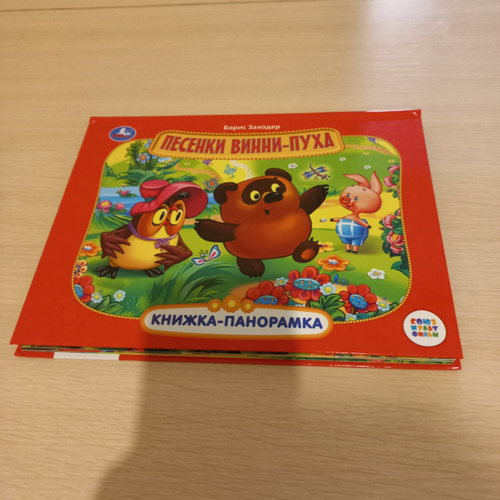 Борис Заходер
ПЕСЕНКИ ВИННИ-ПУХА
КНИЖКА-ПАНОРАМКА
СОЮЗ
МУЛЬТ
ФИЛЬМ